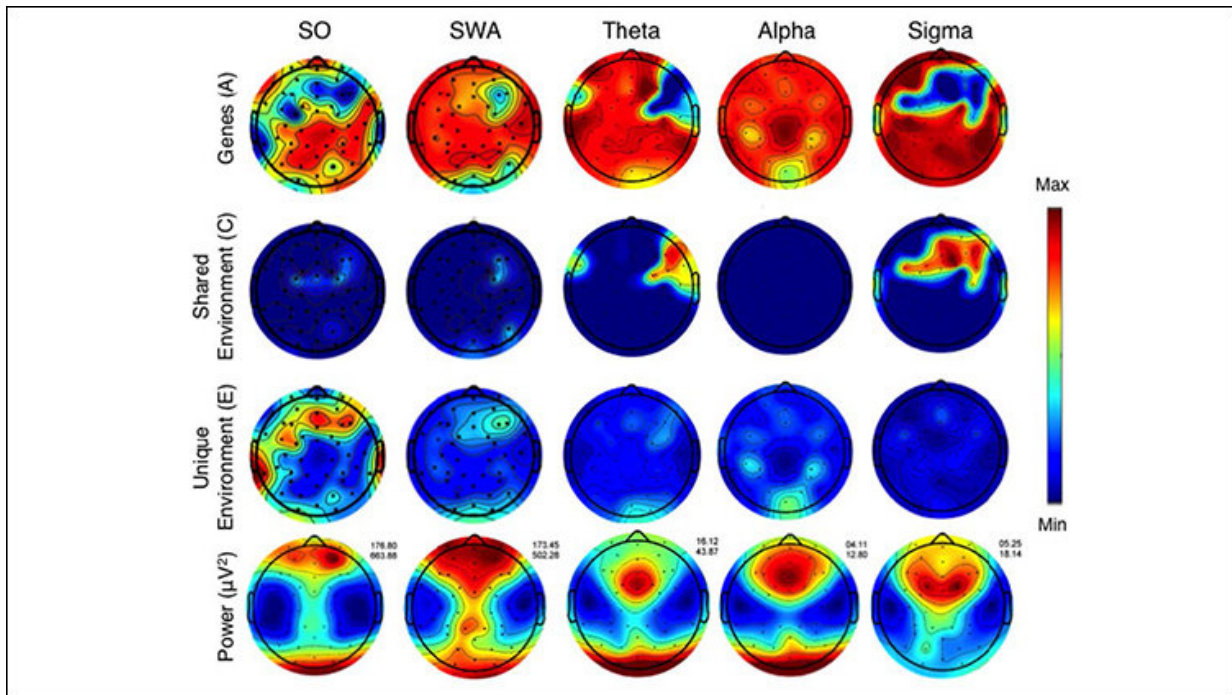 SO SWA Theta Alpha Sigma
Genes (A)
Max
Shared
Environment (C)
Unique
Environment (E)
Min
Power (µV²)
176.80 173.45 16.12 04.11 05.25
663.88 502.28 43.87 12.80 18.14